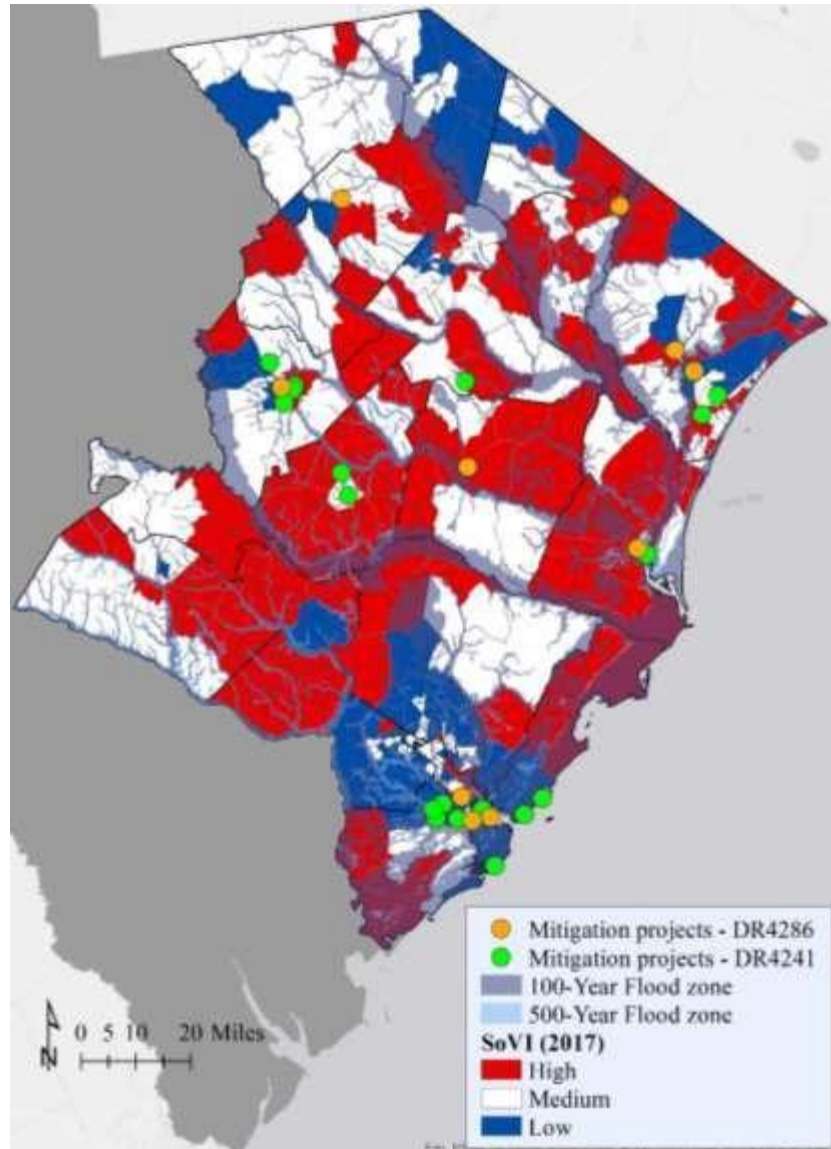 Mitigation projects - DR4286
Mitigation projects - DR4241
100-Year Flood zone
500-Year Flood zone
SoVI (2017)
High
Medium
Low
N
0 5 10 20 Miles